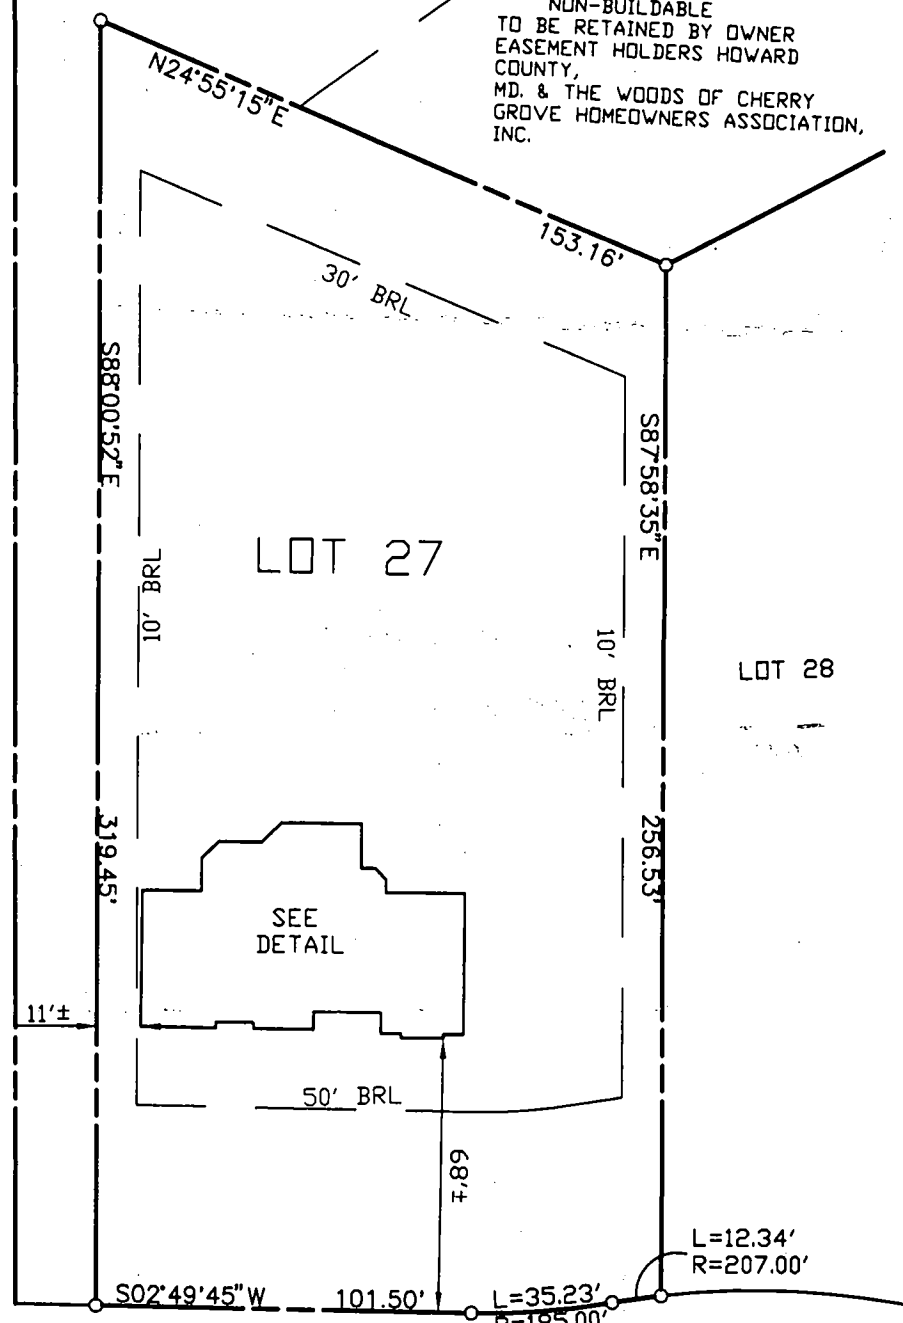 NON-BUILDABLE
TO BE RETAINED BY OWNER
EASEMENT HOLDERS HOWARD
COUNTY,
MD. & THE WOODS OF CHERRY
GROVE HOMEOWNERS ASSOCIATION,
INC.
N24°55'15"E
153.16'
30' BRL
S88°00'52"E
S87°58'35"E
LOT 27
10' BRL
10' BRL
LOT 28
319.45'
256.53'
SEE
DETAIL
11'±
50' BRL
68'±
L=12.34'
R=207.00'
S02°49'45"W
101.50'
L=35.23'
R=185.00'